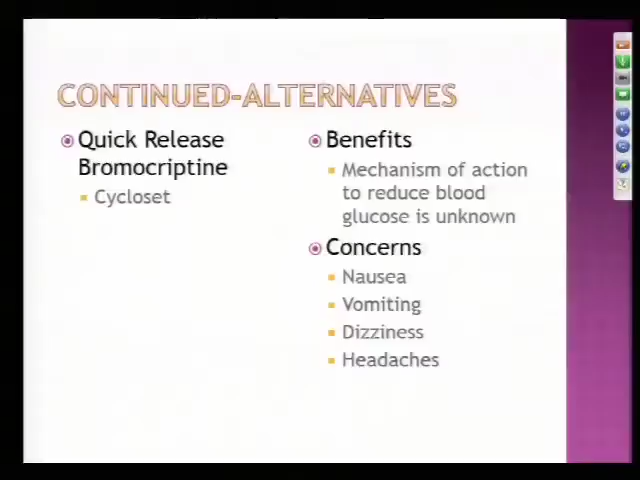 CONTINUED-ALTERNATIVES
Quick Release
Bromocriptine
Cycloset
Benefits
Mechanism of action
to reduce blood
glucose is unknown
Concerns
Nausea
Vomiting
Dizziness
Headaches